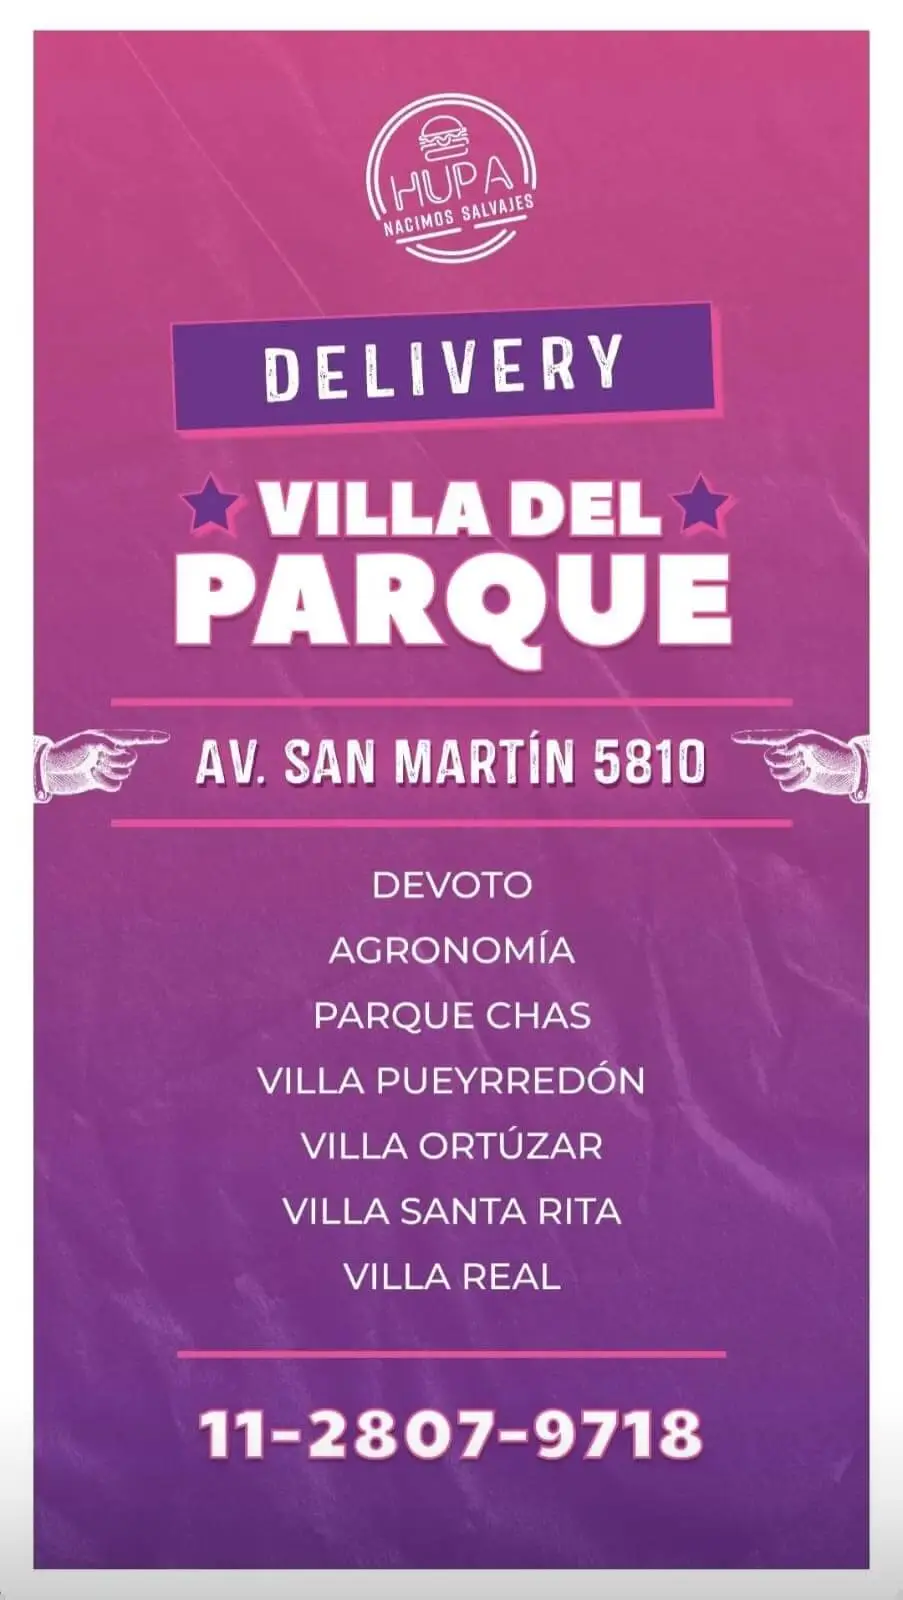 HUPA
NACIMOS SALVAJES
DELIVERY
VILLA DEL
PARQUE
AV. SAN MARTÍN 5810
DEVOTO
AGRONOMÍA
PARQUE CHAS
VILLA PUEYRREDÓN
VILLA ORTÚZAR
VILLA SANTA RITA
VILLA REAL
11-2807-9718